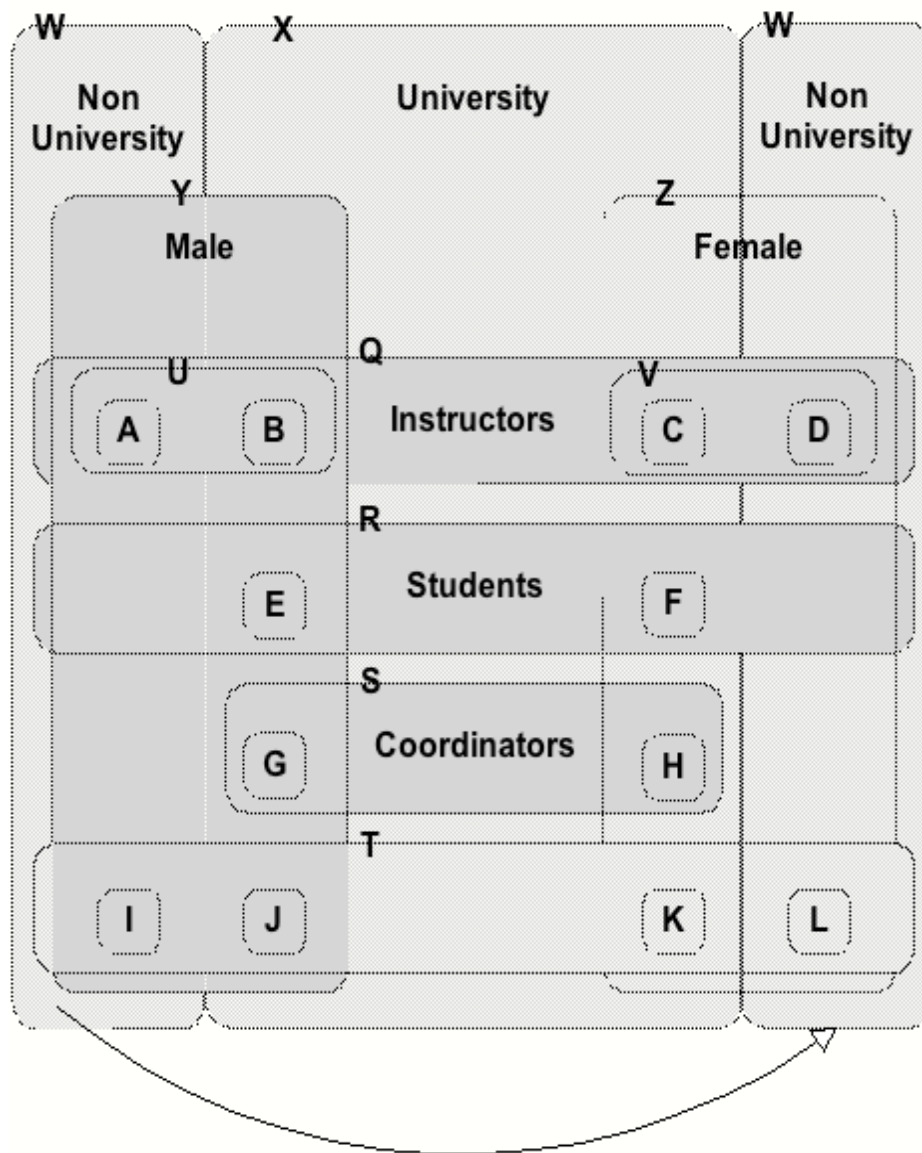 W X W
Non
University
University
Non
University
Y Z
Male Female
Q
U V
A B Instructors C D
R
E Students F
S
G Coordinators H
T
I J K L